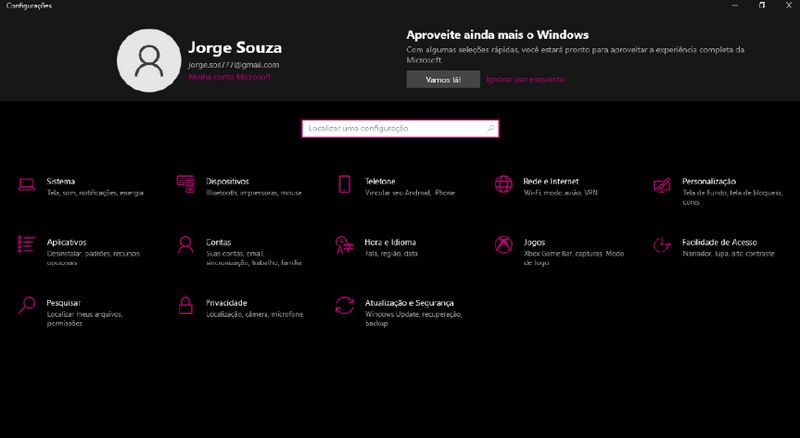 Configurações
Jorge Souza
jorge.sos777@gmail.com
Minha conta Microsoft
Aproveite ainda mais o Windows
Com algumas seleções rápidas, você estará pronto para aproveitar a experiência completa da
Microsoft.
Vamos lá!
Ignorar por enquanto
Localizar uma configuração
Sistema
Tela, som, notificações, energia
Dispositivos
Bluetooth, impressoras, mouse
Telefone
Vincular seu Android, iPhone
Rede e Internet
Wi-Fi, modo avião, VPN
Personalização
Tela de Fundo, tela de bloqueio,
cores
Aplicativos
Desinstalar, padrões, recursos
opcionais
Contas
Suas contas, email,
sincronização, trabalho, família
Hora e Idioma
Fala, região, data
Jogos
Xbox Game Bar, capturas, Modo
de Jogo
Facilidade de Acesso
Narrador, lupa, alto contraste
Pesquisar
Localizar meus arquivos,
permissões
Privacidade
Localização, câmera, microfone
Atualização e Segurança
Windows Update, recuperação,
backup